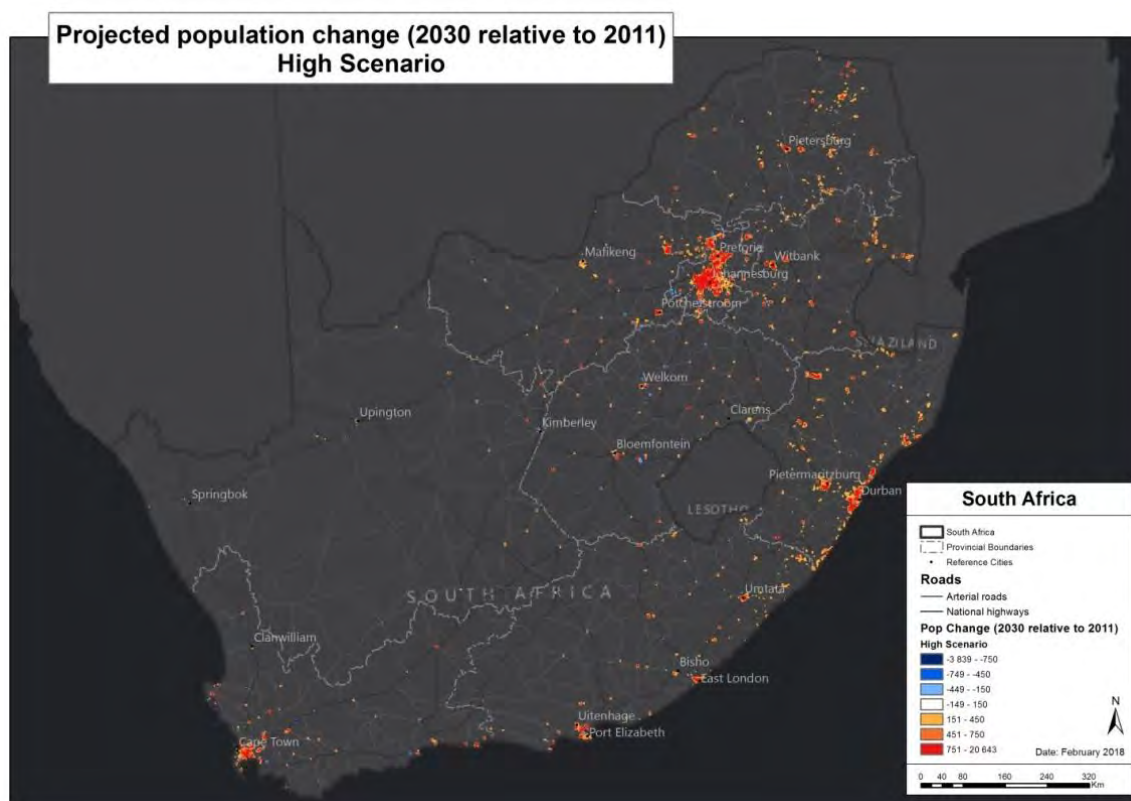 Projected population change (2030 relative to 2011)
High Scenario
Pietersburg
Mafikeng
Pretoria
Witbank
Johannesburg
Potchefstroom
SWAZILAND
Welkom
Upington
Kimberley
Clarens
Bloemfontein
Springbok
Pietermaritzburg
Durban
LESOTHO
SOUTH AFRICA
Umtata
Clanwilliam
Bisho
East London
Uitenhage
Port Elizabeth
Cape Town
South Africa
South Africa
Provincial Boundaries
Reference Cities
Roads
Arterial roads
National highways
Pop Change (2030 relative to 2011)
High Scenario
-3 839 - -750
-749 - -450
-449 - -150
-149 - 150
151 - 450
451 - 750
751 - 20 643
N
Date: February 2018
0 40 80 160 240 320
Km